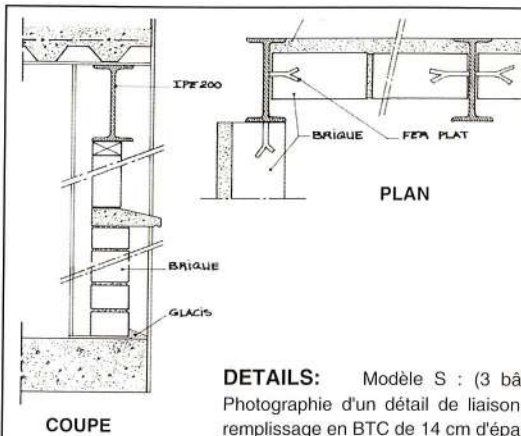 IPE 200
BRIQUE
FER PLAT
PLAN
BRIQUE
GLACIS
COUPE
DETAILS: Modèle S : (3 bâ
Photographie d'un détail de liaison
remplissage en BTC de 14 cm d'épa